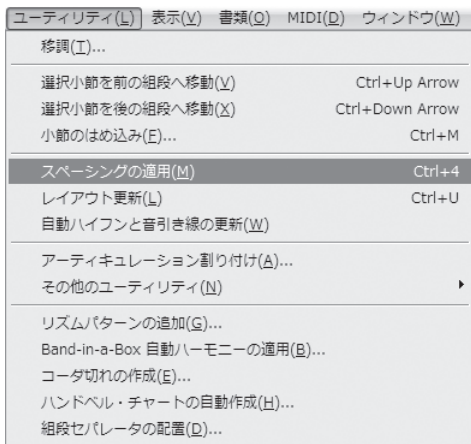 ユーティリティ(L) 表示(V) 書類(O) MIDI(D) ウィンドウ(W)
移調(T)...
選択小節を前の組段へ移動(V) Ctrl+Up Arrow
選択小節を後の組段へ移動(X) Ctrl+Down Arrow
小節のはめ込み(F)... Ctrl+M
スペーシングの適用(M) Ctrl+4
レイアウト更新(L) Ctrl+U
自動ハイフンと音引き線の更新(W)
アーティキュレーション割り付け(A)...
その他のユーティリティ(N)
リズムパターンの追加(G)...
Band-in-a-Box 自動ハーモニーの適用(B)...
コーダ切れの作成(E)...
ハンドベル・チャートの自動作成(H)...
組段セパレータの配置(D)...